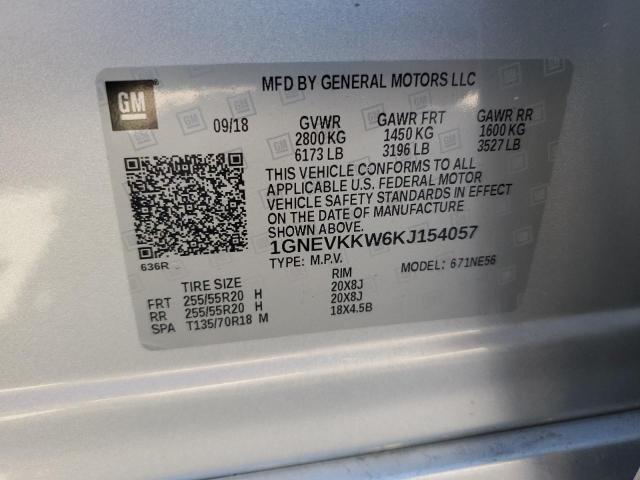 GM
MFD BY GENERAL MOTORS LLC
09/18 GVWR GAWR FRT GAWR RR
2800 KG 1450 KG 1600 KG
6173 LB 3196 LB 3527 LB
THIS VEHICLE CONFORMS TO ALL
APPLICABLE U.S. FEDERAL MOTOR
VEHICLE SAFETY STANDARDS IN EFFECT
ON THE DATE OF MANUFACTURE
SHOWN ABOVE.
1GNEVKKW6KJ154057
636R TYPE: M.P.V. MODEL: 671NE56
TIRE SIZE RIM
FRT 255/55R20 H 20X8J
RR 255/55R20 H 20X8J
SPA T135/70R18 M 18X4.5B